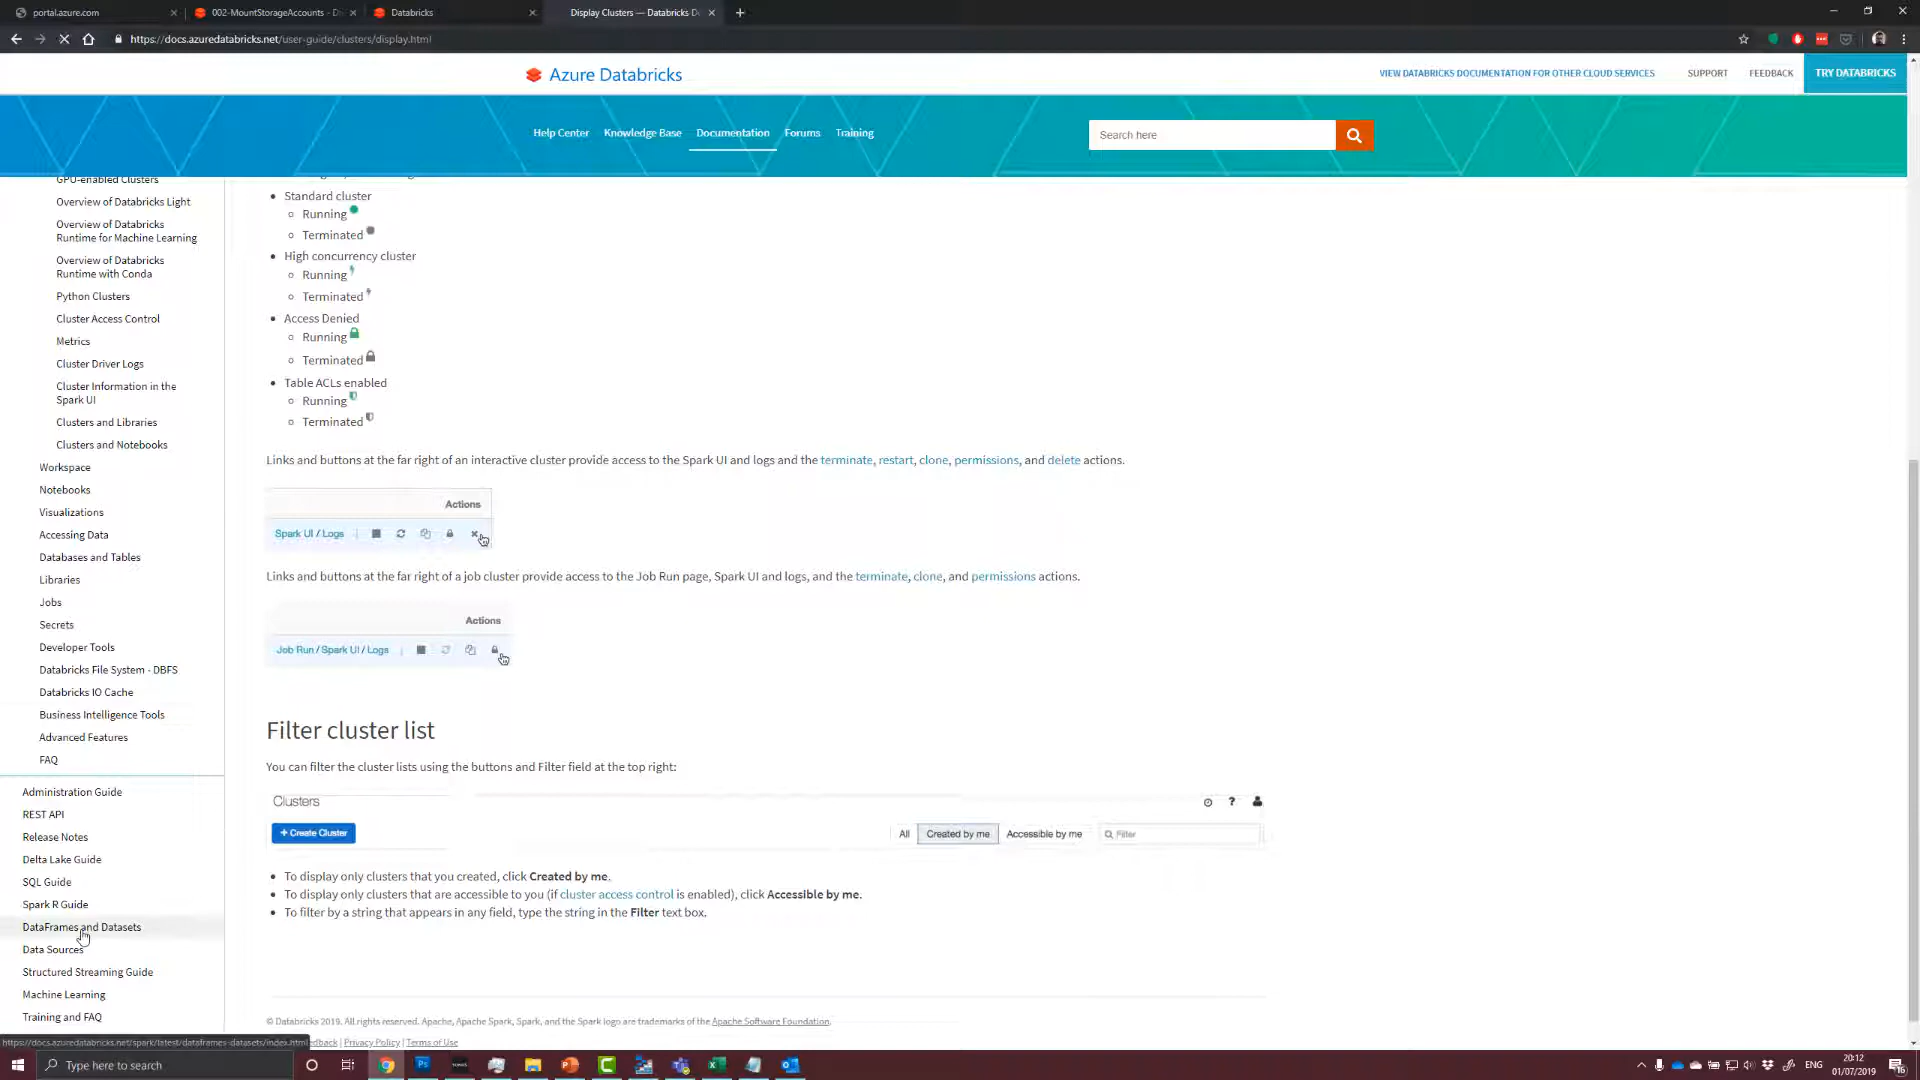 portal.azure.com
002-MountStorageAccounts - D
Databricks
Display Clusters — Databricks D
https://docs.azuredatabricks.net/user-guide/clusters/display.html
Azure Databricks
VIEW DATABRICKS DOCUMENTATION FOR OTHER CLOUD SERVICES
SUPPORT
FEEDBACK
TRY DATABRICKS
Help Center
Knowledge Base
Documentation
Forums
Training
Search here
GPU-enabled Clusters
Overview of Databricks Light
Overview of Databricks
Runtime for Machine Learning
Overview of Databricks
Runtime with Conda
Python Clusters
Cluster Access Control
Metrics
Cluster Driver Logs
Cluster Information in the
Spark UI
Clusters and Libraries
Clusters and Notebooks
Workspace
Notebooks
Visualizations
Accessing Data
Databases and Tables
Libraries
Jobs
Secrets
Developer Tools
Databricks File System - DBFS
Databricks IO Cache
Business Intelligence Tools
Advanced Features
FAQ
Administration Guide
REST API
Release Notes
Delta Lake Guide
SQL Guide
Spark R Guide
DataFrames and Datasets
Data Sources
Structured Streaming Guide
Machine Learning
Training and FAQ
Standard cluster
Running
Terminated
High concurrency cluster
Running
Terminated
Access Denied
Running
Terminated
Table ACLs enabled
Running
Terminated
Links and buttons at the far right of an interactive cluster provide access to the Spark UI and logs and the terminate, restart, clone, permissions, and delete actions.
Actions
Spark UI / Logs
Links and buttons at the far right of a job cluster provide access to the Job Run page, Spark UI and logs, and the terminate, clone, and permissions actions.
Actions
Job Run / Spark UI / Logs
Filter cluster list
You can filter the cluster lists using the buttons and Filter field at the top right:
Clusters
+ Create Cluster
All
Created by me
Accessible by me
Filter
To display only clusters that you created, click Created by me.
To display only clusters that are accessible to you (if cluster access control is enabled), click Accessible by me.
To filter by a string that appears in any field, type the string in the Filter text box.
© Databricks 2019. All rights reserved. Apache, Apache Spark, Spark, and the Spark logo are trademarks of the Apache Software Foundation.
https://docs.azuredatabricks.net/spark/latest/dataframes-datasets/index.html
edback | Privacy Policy | Terms of Use
Type here to search
ENG
20:12
01/07/2019